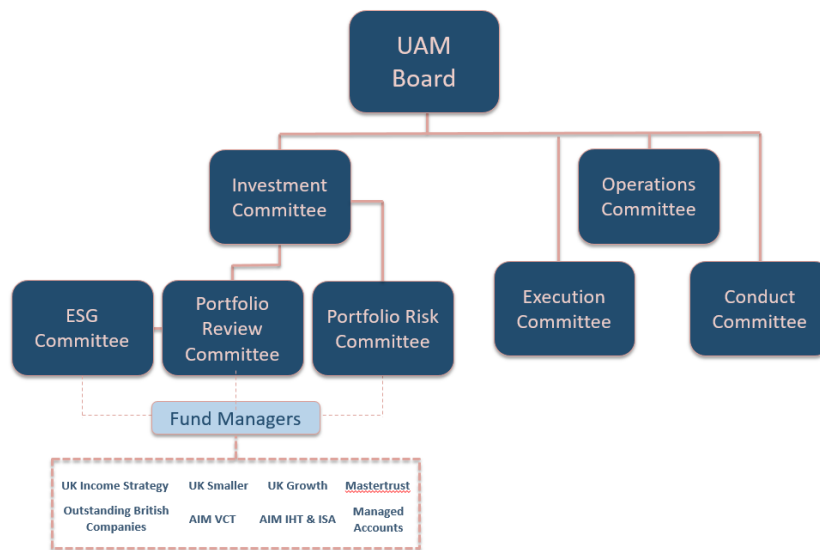 UAM
Board
Investment
Committee
Operations
Committee
ESG
Committee
Portfolio
Review
Committee
Portfolio Risk
Committee
Execution
Committee
Conduct
Committee
Fund Managers
UK Income Strategy
UK Smaller
UK Growth
Mastertrust
Outstanding British
Companies
AIM VCT
AIM IHT & ISA
Managed
Accounts